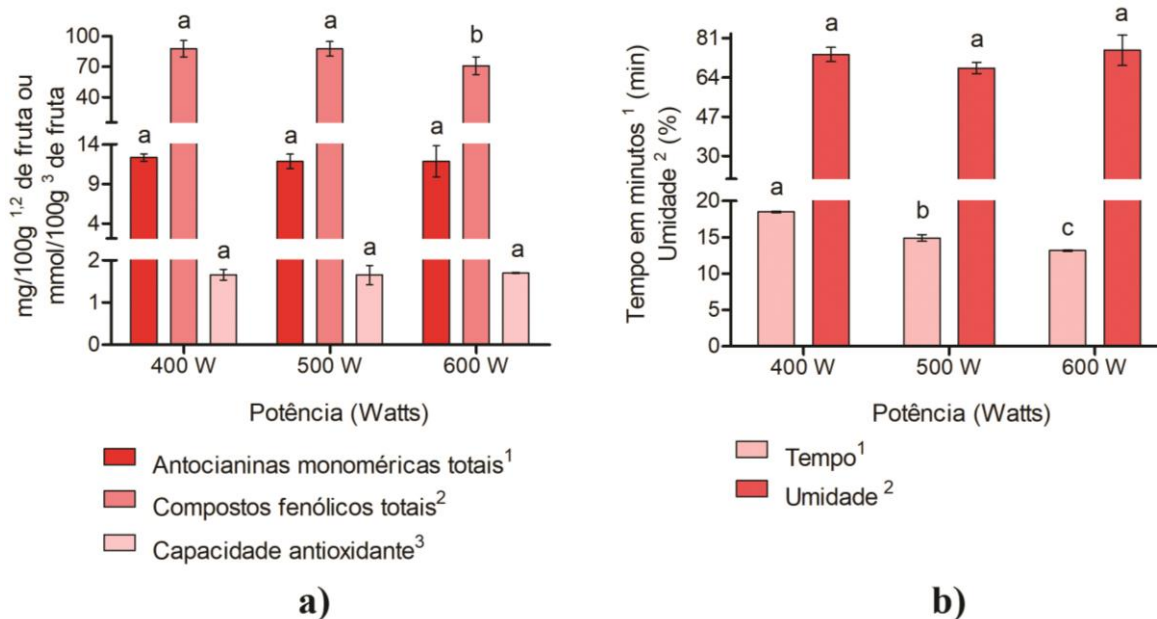 mg/100g ¹,² de fruta ou
mmol/100g ³ de fruta
100
70
40
14
9
4
2
1
0
a
a
b
a
a
a
a
a
a
400 W
500 W
600 W
Potência (Watts)
Antocianinas monoméricas totais¹
Compostos fenólicos totais²
Capacidade antioxidante³
a)
Tempo em minutos ¹ (min)
Umidade ² (%)
81
64
47
30
20
15
10
5
0
a
a
a
a
b
c
400 W
500 W
600 W
Potência (Watts)
Tempo¹
Umidade ²
b)